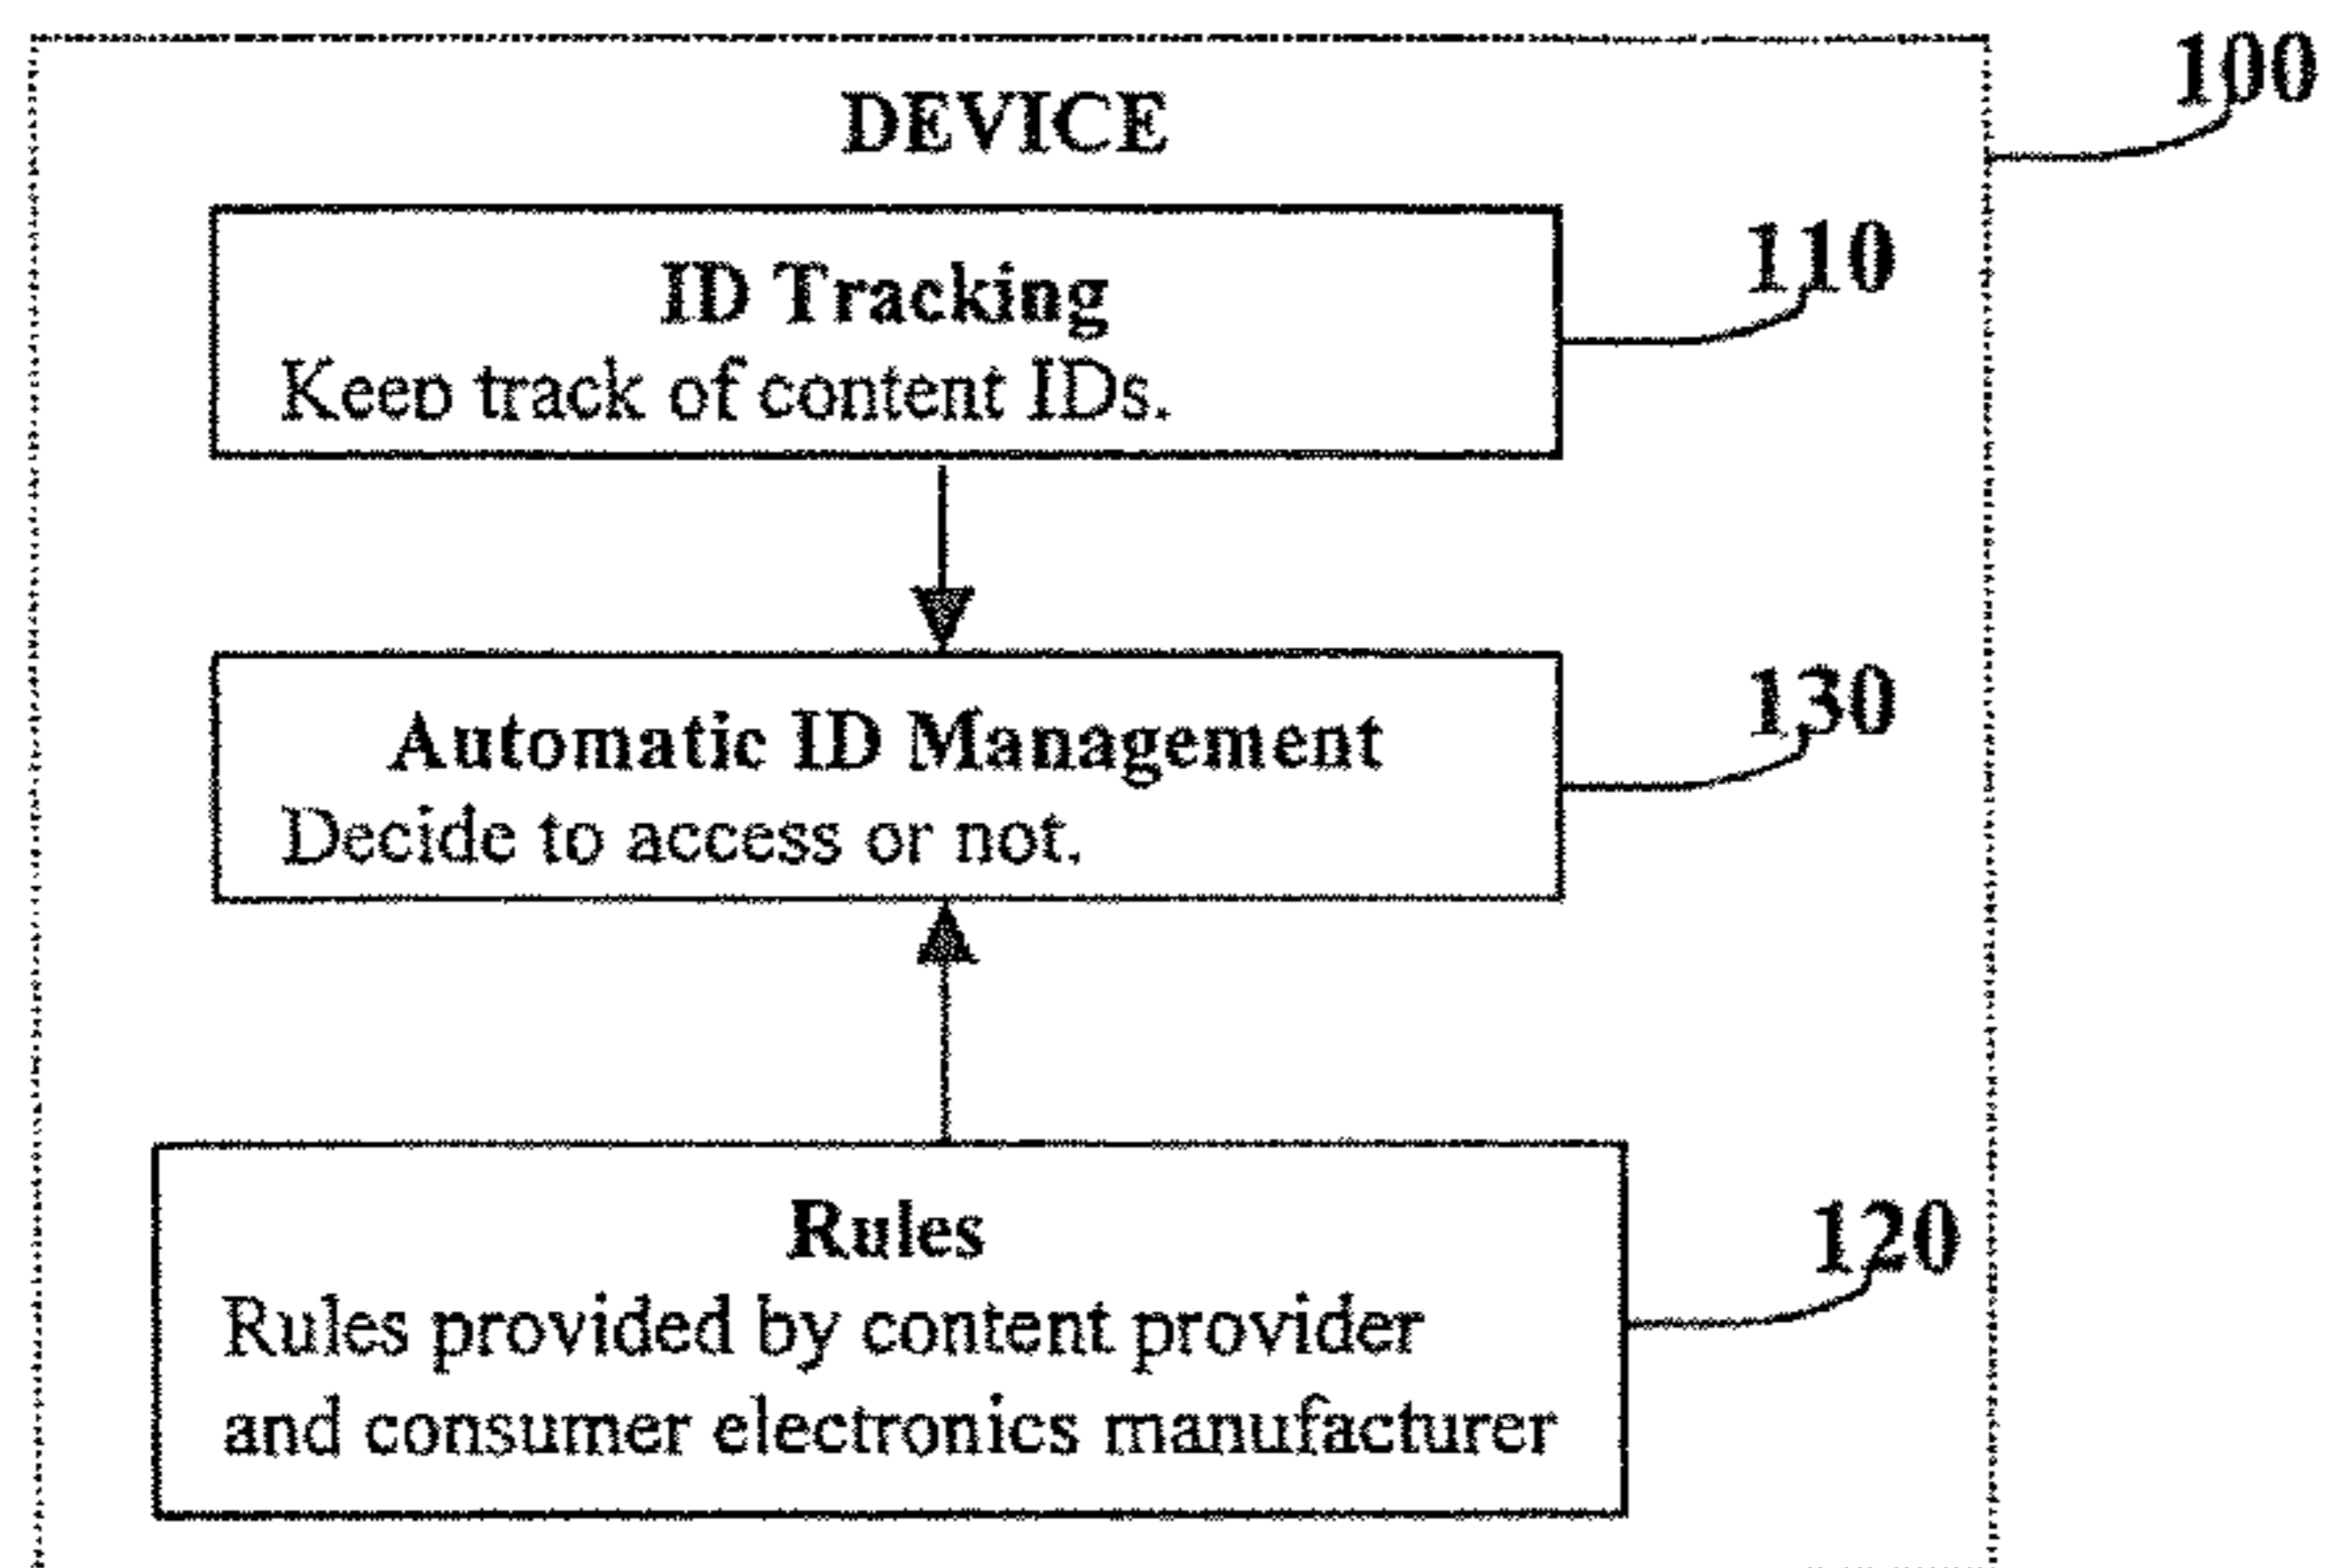 100
DEVICE
110
ID Tracking
Keep track of content IDs.
130
Automatic ID Management
Decide to access or not.
120
Rules
Rules provided by content provider
and consumer electronics manufacturer